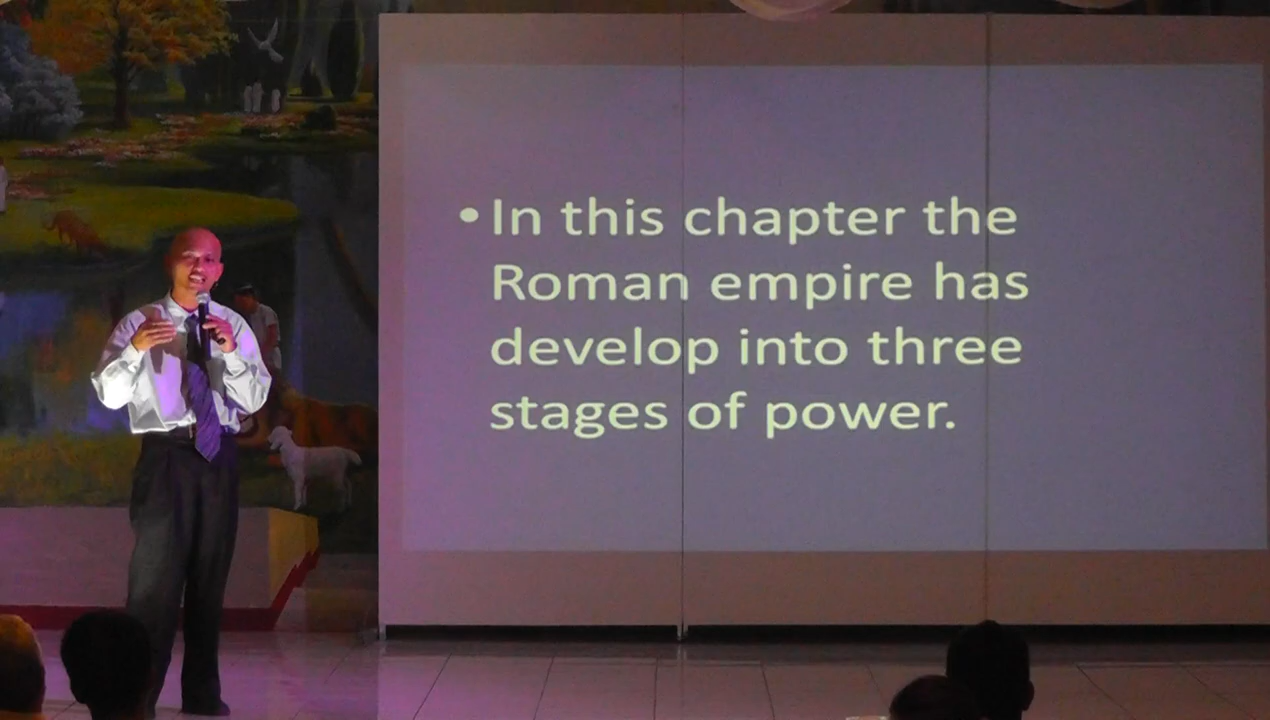 • In this chapter the
Roman empire has
develop into three
stages of power.